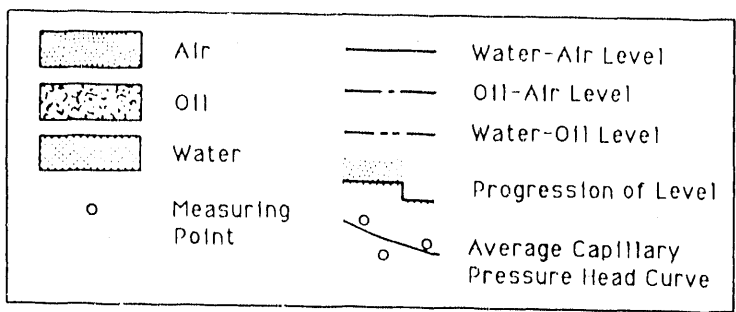 Air
Oil
Water
Measuring
Point
Water-Air Level
Oil-Air Level
Water-Oil Level
Progression of Level
Average Capillary
Pressure Head Curve